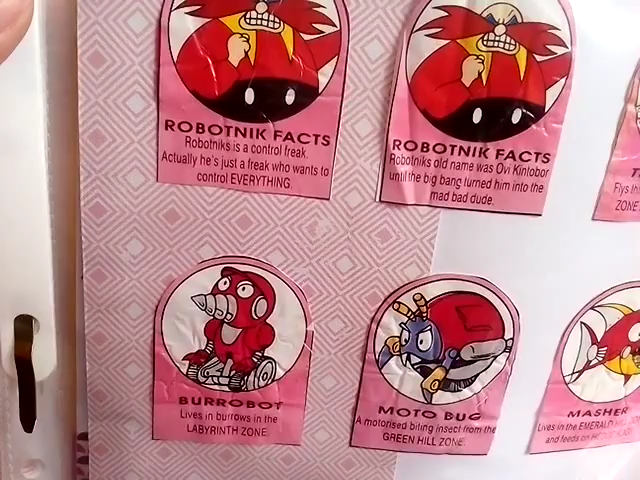 ROBOTNIK FACTS
Robotniks is a control freak.
Actually he's just a freak who wants to
control EVERYTHING.
ROBOTNIK FACTS
Robotniks old name was Ovi Kintobor
until the big bang turned him into the
mad bad dude.
Flys
ZONE
BURROBOT
Lives in burrows in the
LABYRINTH ZONE.
MOTO BUG
A motorised biting insect from the
GREEN HILL ZONE.
MASHER
Lives in the EMERALD
and feeds on